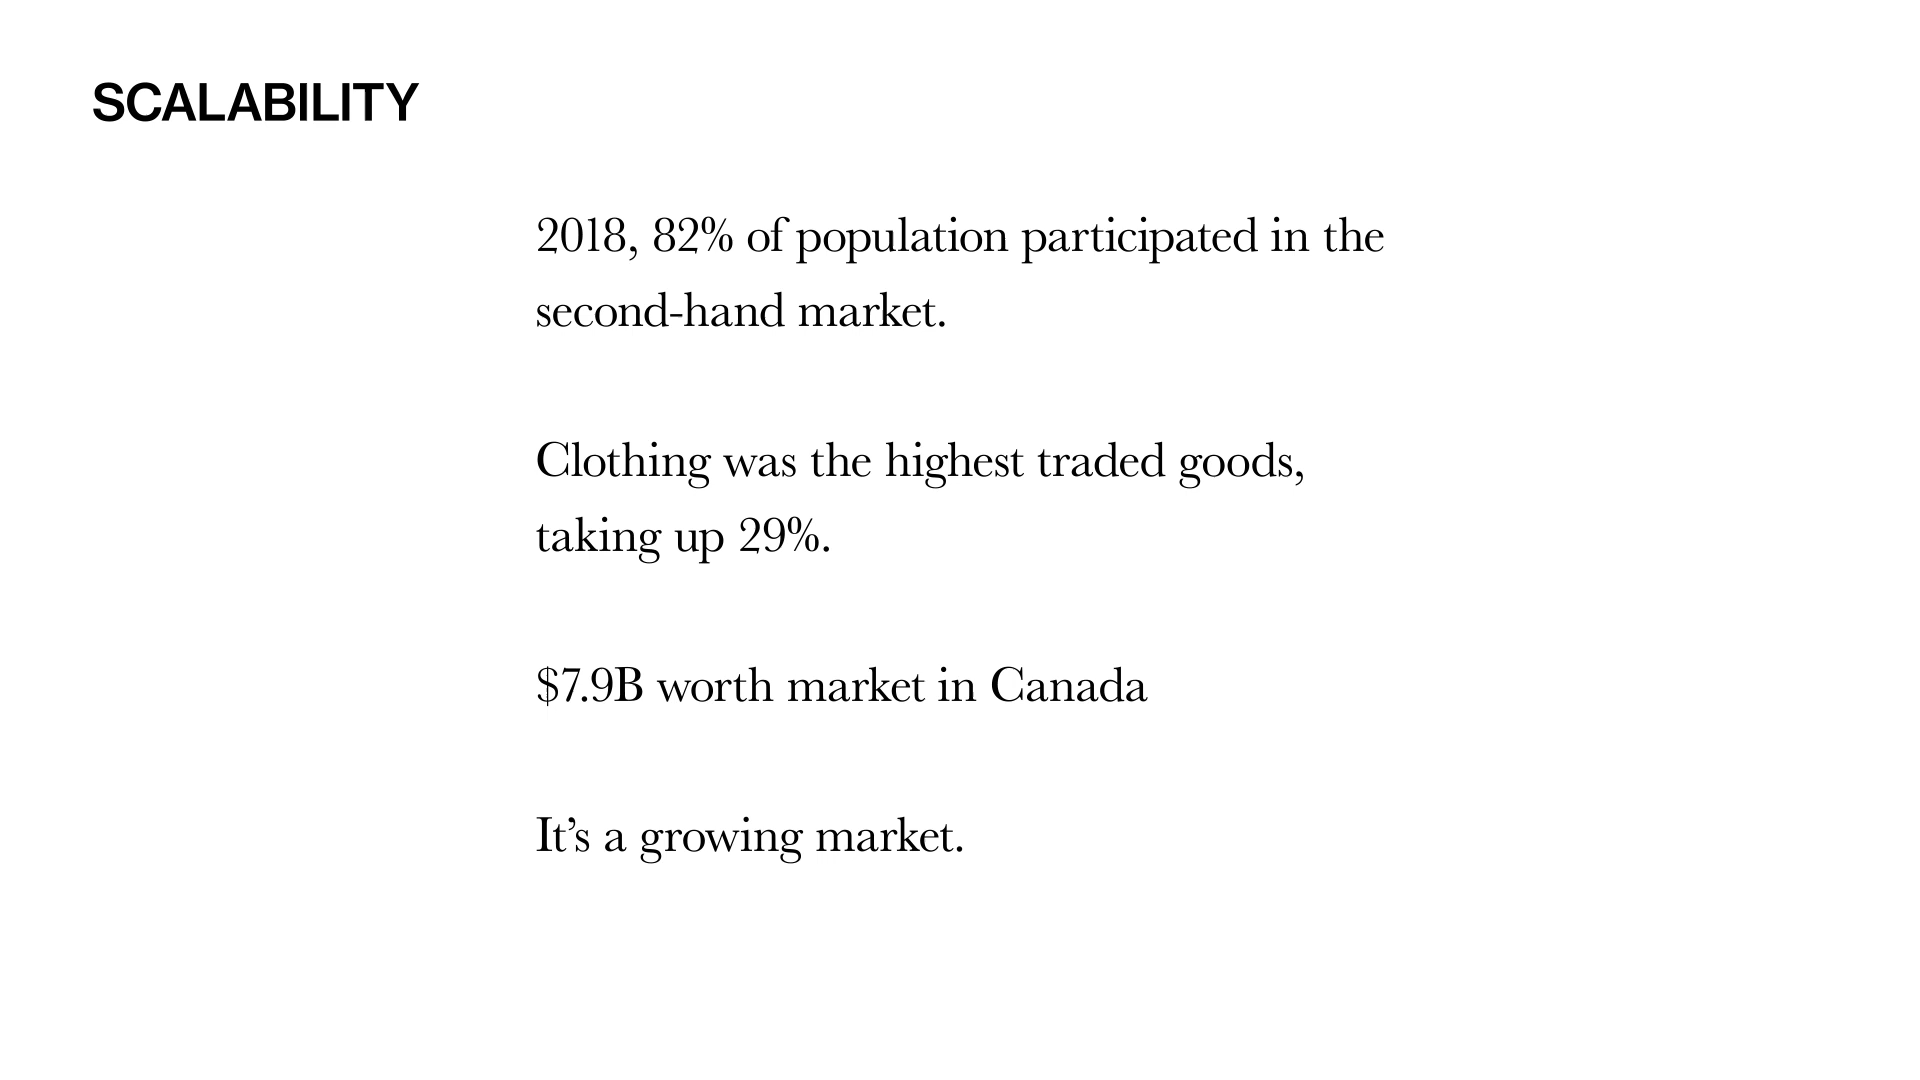 SCALABILITY
2018, 82% of population participated in the
second-hand market.
Clothing was the highest traded goods,
taking up 29%.
$7.9B worth market in Canada
It’s a growing market.